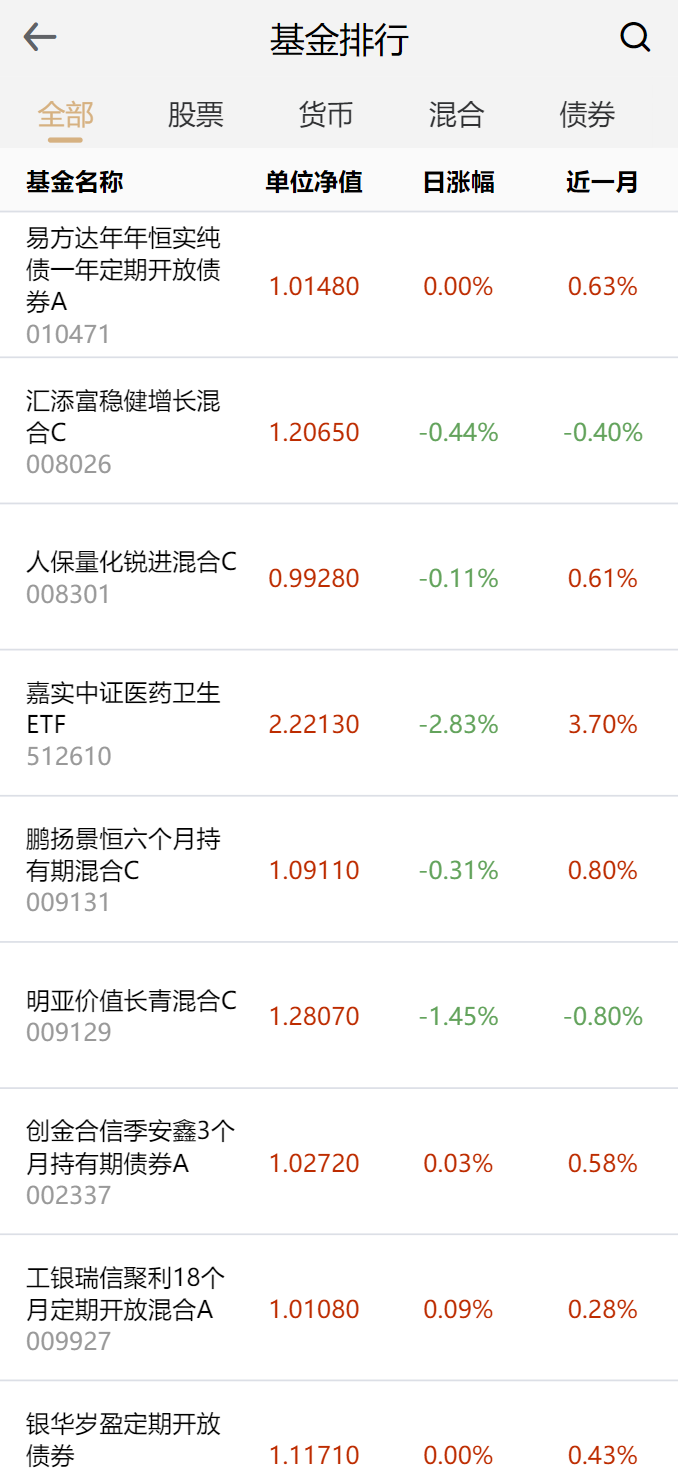 基金排行
全部 股票 货币 混合 债券
基金名称 单位净值 日涨幅 近一月
易方达年年恒实纯
债一年定期开放债
券A
010471
1.01480 0.00% 0.63%
汇添富稳健增长混
合C
008026
1.20650 -0.44% -0.40%
人保量化锐进混合C
008301
0.99280 -0.11% 0.61%
嘉实中证医药卫生
ETF
512610
2.22130 -2.83% 3.70%
鹏扬景恒六个月持
有期混合C
009131
1.09110 -0.31% 0.80%
明亚价值长青混合C
009129
1.28070 -1.45% -0.80%
创金合信季安鑫3个
月持有期债券A
002337
1.02720 0.03% 0.58%
工银瑞信聚利18个
月定期开放混合A
009927
1.01080 0.09% 0.28%
银华岁盈定期开放
债券
1.11710 0.00% 0.43%